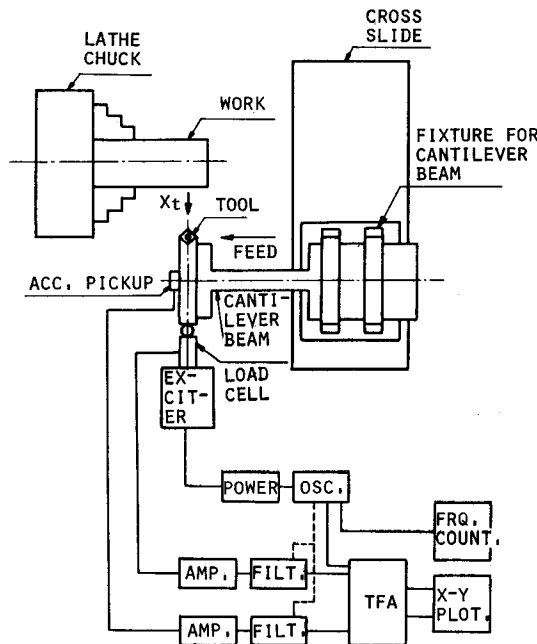 CROSS
SLIDE
LATHE
CHUCK
WORK
FIXTURE FOR
CANTILEVER
BEAM
Xt
TOOL
FEED
ACC. PICKUP
CANTI-
LEVER
BEAM
LOAD
CELL
EX-
CIT-
ER
POWER
OSC.
FRQ.
COUNT.
AMP.
FILT.
TFA
X-Y
PLOT.
AMP.
FILT.